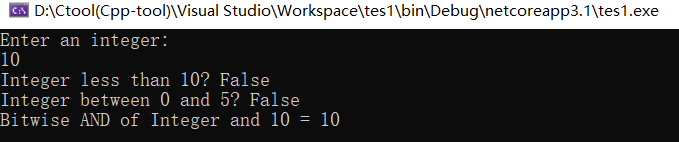 C:\ D:\Ctool(Cpp-tool)\Visual Studio\Workspace\tes1\bin\Debug\netcoreapp3.1\tes1.exe
Enter an integer:
10
Integer less than 10? False
Integer between 0 and 5? False
Bitwise AND of Integer and 10 = 10